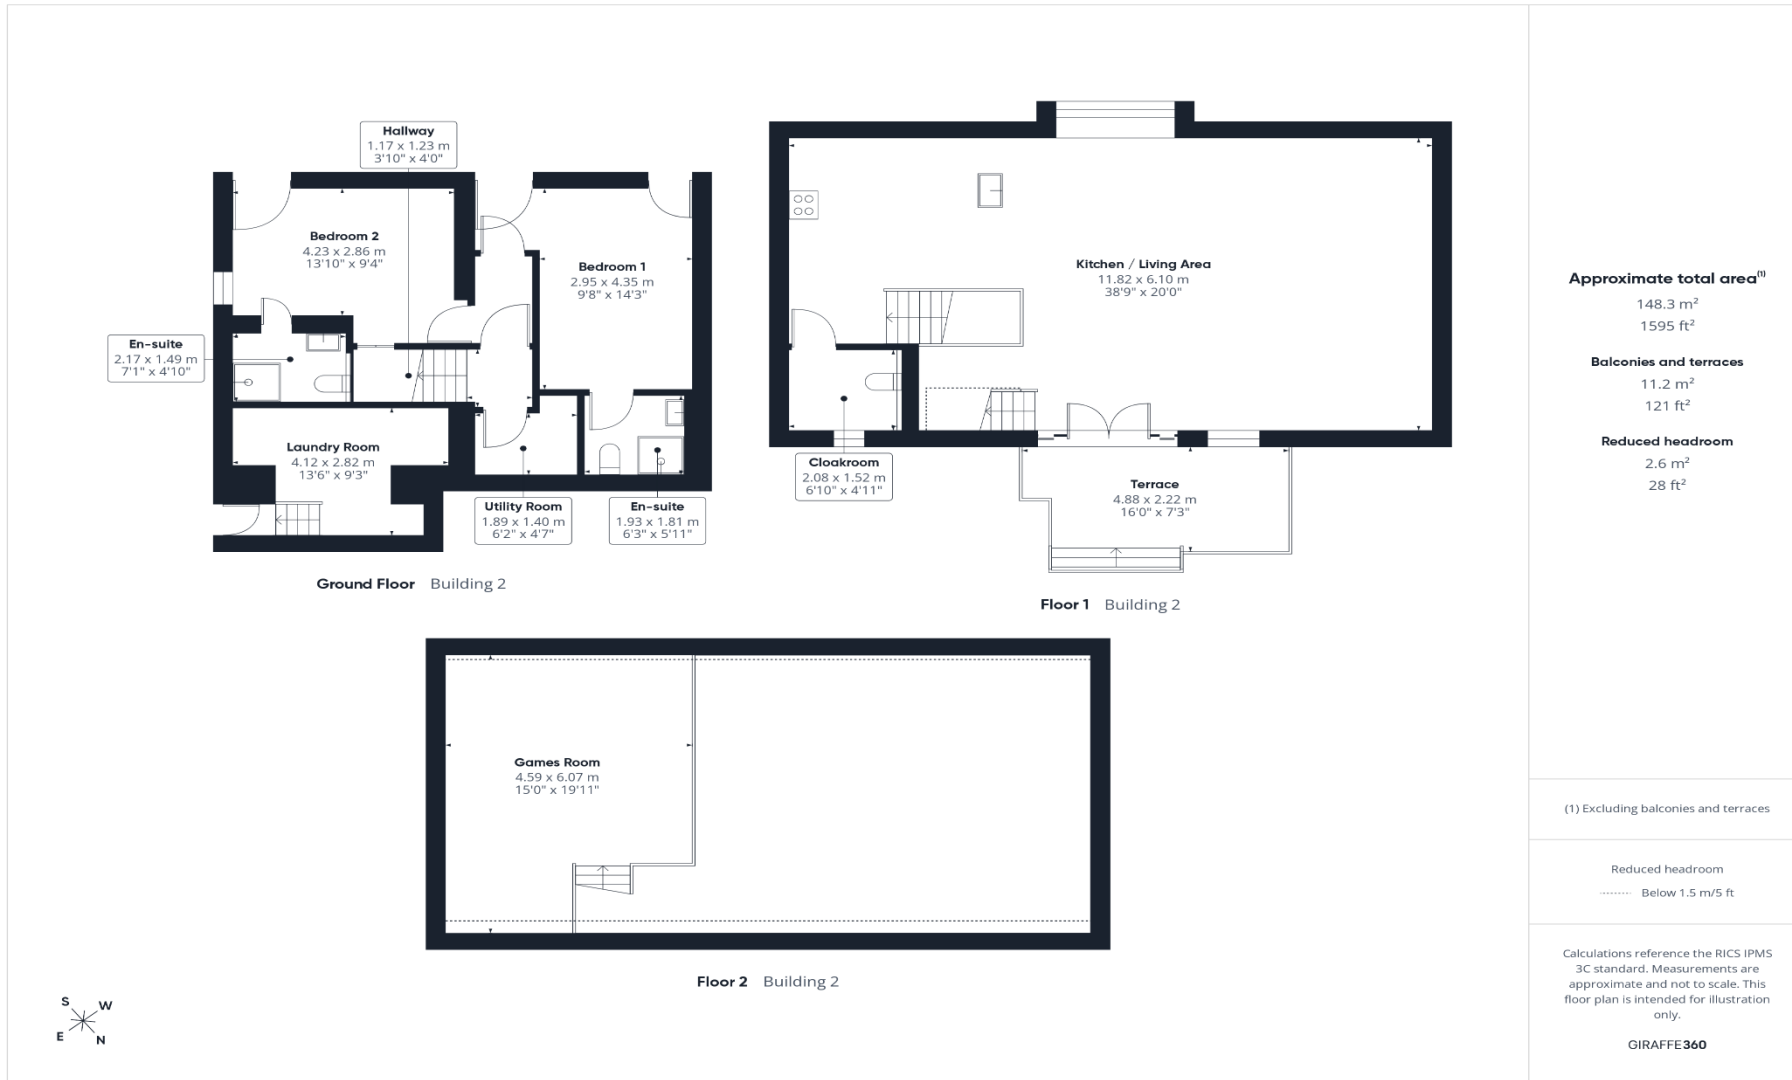 Hallway
1.17 x 1.23 m
3'10" x 4'0"
Bedroom 2
4.23 x 2.86 m
13'10" x 9'4"
Bedroom 1
2.95 x 4.35 m
9'8" x 14'3"
En-suite
2.17 x 1.49 m
7'1" x 4'10"
Laundry Room
4.12 x 2.82 m
13'6" x 9'3"
Utility Room
1.89 x 1.40 m
6'2" x 4'7"
En-suite
1.93 x 1.81 m
6'3" x 5'11"
Ground Floor Building 2
Kitchen / Living Area
11.82 x 6.10 m
38'9" x 20'0"
Cloakroom
2.08 x 1.52 m
6'10" x 4'11"
Terrace
4.88 x 2.22 m
16'0" x 7'3"
Floor 1 Building 2
Games Room
4.59 x 6.07 m
15'0" x 19'11"
Floor 2 Building 2
S
W
E
N
Approximate total area(1)
148.3 m²
1595 ft²
Balconies and terraces
11.2 m²
121 ft²
Reduced headroom
2.6 m²
28 ft²
(1) Excluding balconies and terraces
Reduced headroom
Below 1.5 m/5 ft
Calculations reference the RICS IPMS
3C standard. Measurements are
approximate and not to scale. This
floor plan is intended for illustration
only.
GIRAFFE360